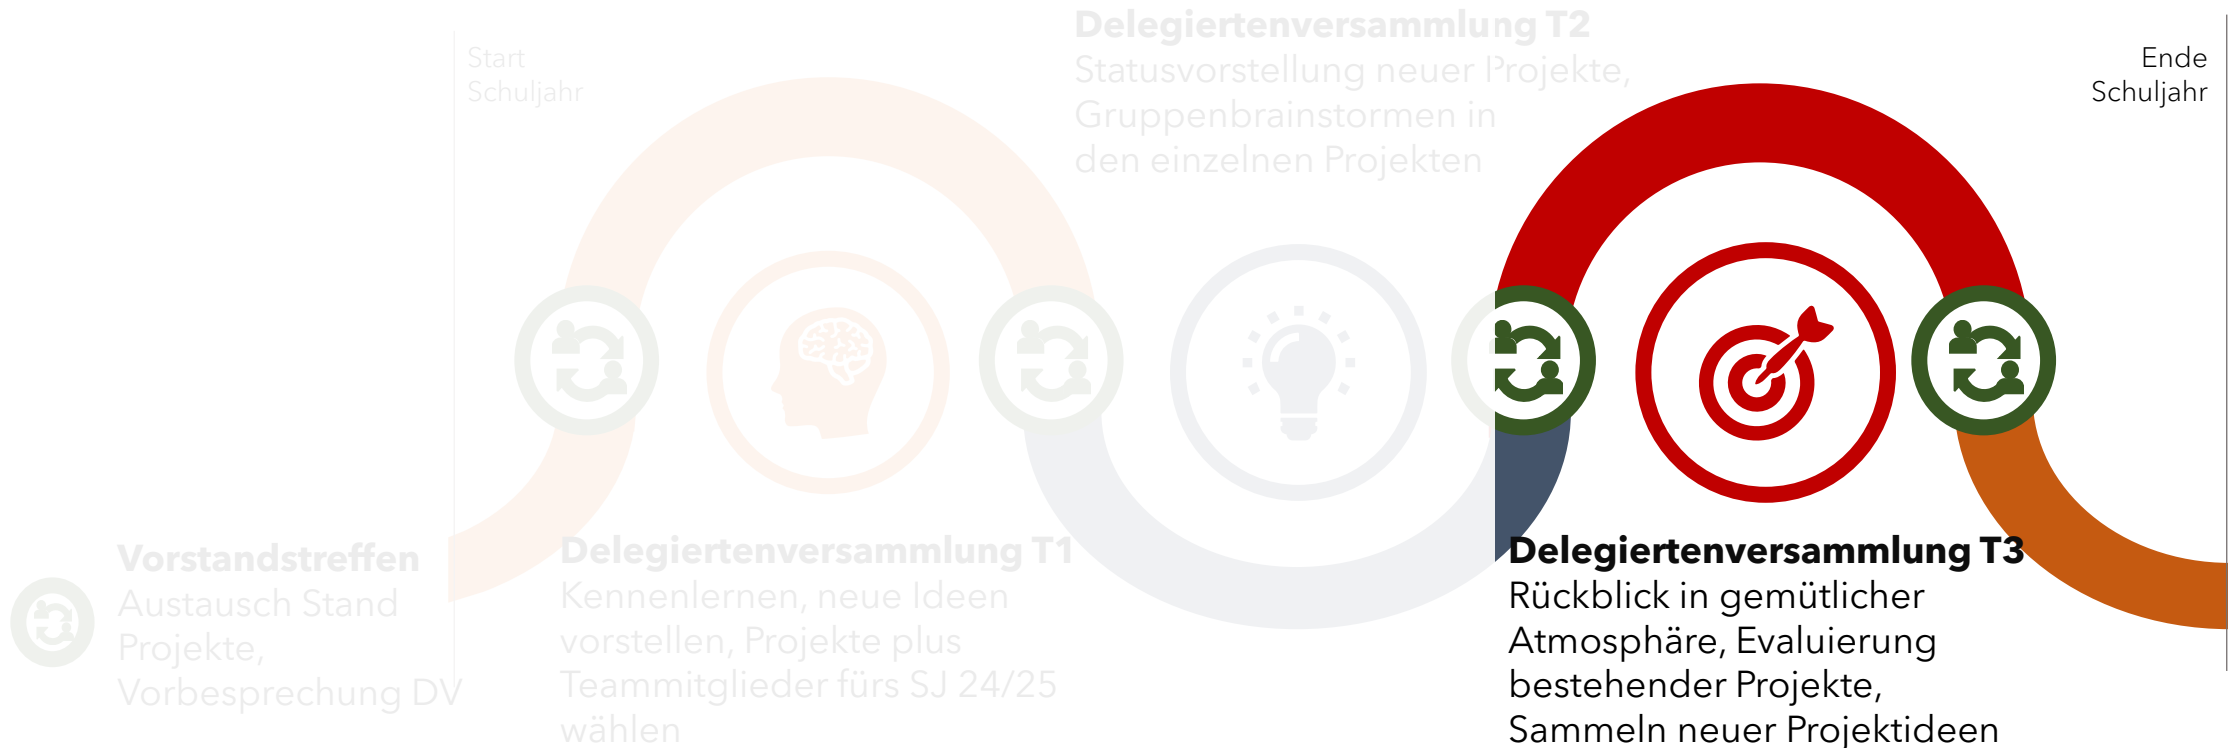 Start
Schuljahr
Delegiertenversammlung T2
Statusvorstellung neuer Projekte,
Gruppenbrainstormen in
den einzelnen Projekten
Ende
Schuljahr
Vorstandstreffen
Austausch Stand
Projekte,
Vorbesprechung DV
Delegiertenversammlung T1
Kennenlernen, neue Ideen
vorstellen, Projekte plus
Teammitglieder fürs SJ 24/25
wählen
Delegiertenversammlung T3
Rückblick in gemütlicher
Atmosphäre, Evaluierung
bestehender Projekte,
Sammeln neuer Projektideen